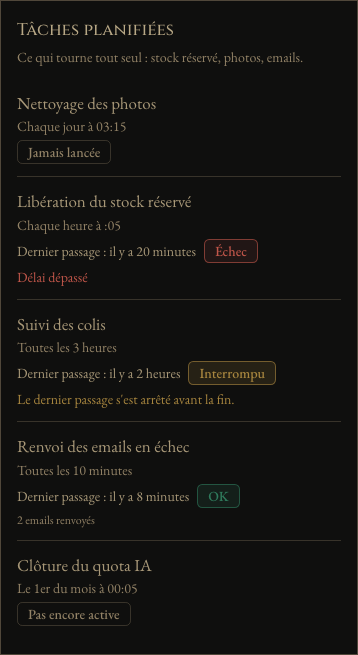 Tâches planifiées
Ce qui tourne tout seul : stock réservé, photos, emails.
Nettoyage des photos
Chaque jour à 03:15
Jamais lancée
Libération du stock réservé
Chaque heure à :05
Dernier passage : il y a 20 minutes Échec
Délai dépassé
Suivi des colis
Toutes les 3 heures
Dernier passage : il y a 2 heures Interrompu
Le dernier passage s'est arrêté avant la fin.
Renvoi des emails en échec
Toutes les 10 minutes
Dernier passage : il y a 8 minutes OK
2 emails renvoyés
Clôture du quota IA
Le 1er du mois à 00:05
Pas encore active